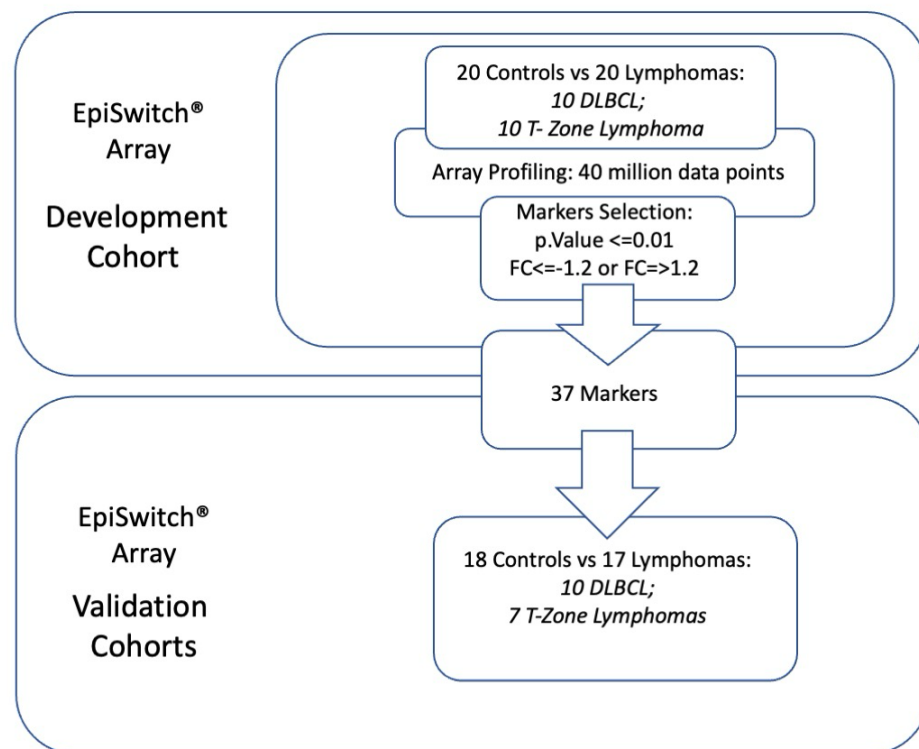 EpiSwitch®
Array
Development
Cohort
20 Controls vs 20 Lymphomas:
10 DLBCL;
10 T- Zone Lymphoma
Array Profiling: 40 million data points
Markers Selection:
p.Value <=0.01
FC<=-1.2 or FC=>1.2
37 Markers
EpiSwitch®
Array
Validation
Cohorts
18 Controls vs 17 Lymphomas:
10 DLBCL;
7 T-Zone Lymphomas